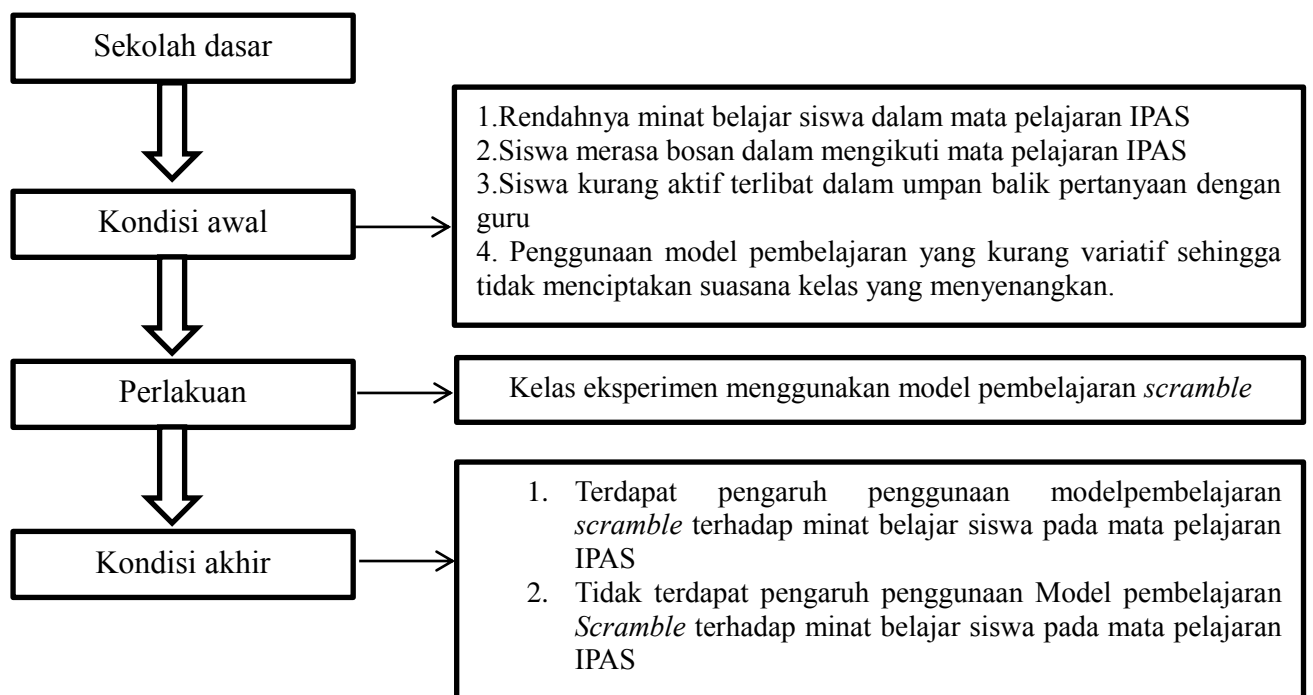 Sekolah dasar
1.Rendahnya minat belajar siswa dalam mata pelajaran IPAS
2.Siswa merasa bosan dalam mengikuti mata pelajaran IPAS
3.Siswa kurang aktif terlibat dalam umpan balik pertanyaan dengan
guru
4. Penggunaan model pembelajaran yang kurang variatif sehingga
tidak menciptakan suasana kelas yang menyenangkan.
Kondisi awal
Perlakuan
Kelas eksperimen menggunakan model pembelajaran scramble
Kondisi akhir
1. Terdapat pengaruh penggunaan modelpembelajaran
scramble terhadap minat belajar siswa pada mata pelajaran
IPAS
2. Tidak terdapat pengaruh penggunaan Model pembelajaran
Scramble terhadap minat belajar siswa pada mata pelajaran
IPAS